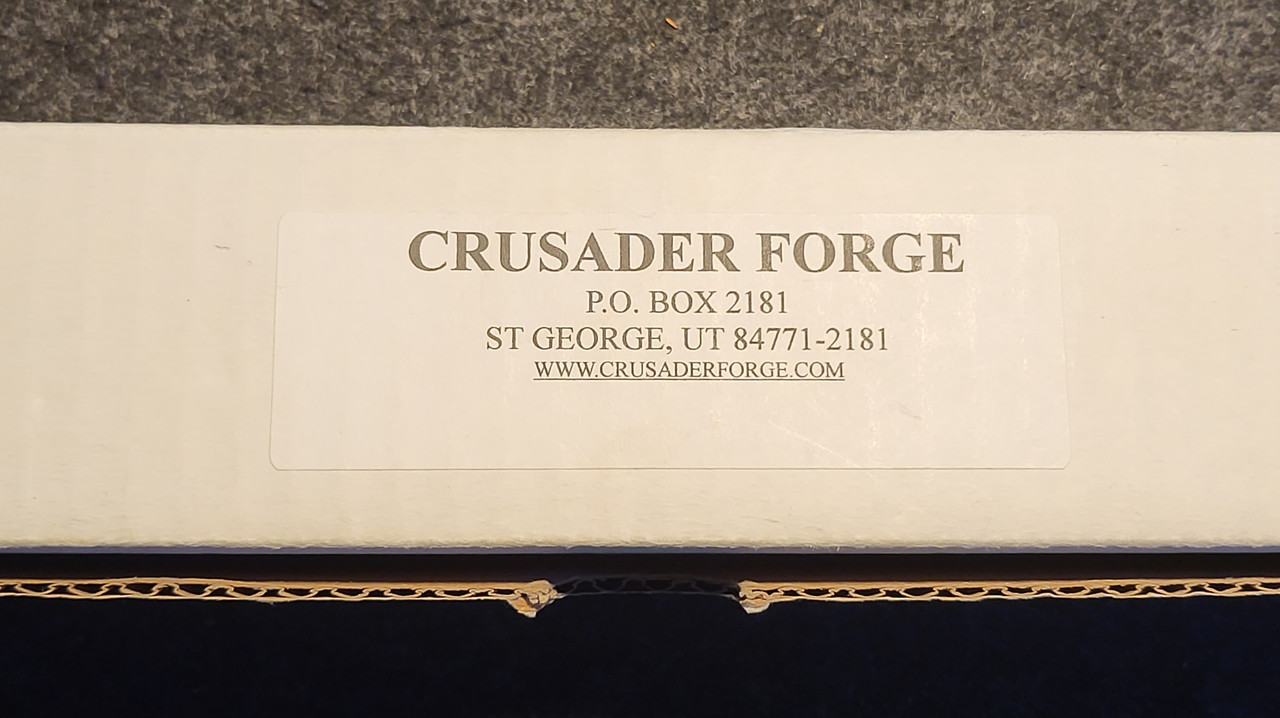 CRUSADER FORGE
P.O. BOX 2181
ST GEORGE, UT 84771-2181
WWW.CRUSADERFORGE.COM